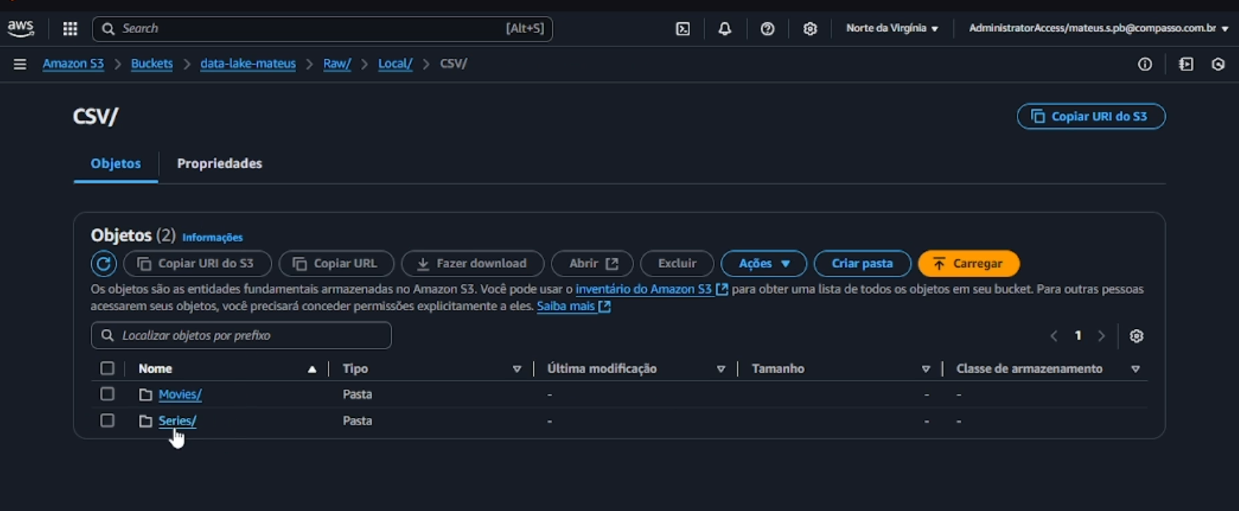 aws
Search [Alt+S] Norte da Virgínia AdministratorAccess/mateus.s.pb@compasso.com.br
Amazon S3 > Buckets > data-lake-mateus > Raw/ > Local/ > CSV/
CSV/
Copiar URI do S3
Objetos Propriedades
Objetos (2) Informações
Copiar URI do S3 Copiar URL Fazer download Abrir Excluir Ações Criar pasta Carregar
Os objetos são as entidades fundamentais armazenadas no Amazon S3. Você pode usar o inventário do Amazon S3 para obter uma lista de todos os objetos em seu bucket. Para outras pessoas
acessarem seus objetos, você precisará conceder permissões explicitamente a eles. Saiba mais
Localizar objetos por prefixo < 1 >
Nome Tipo Última modificação Tamanho Classe de armazenamento
Movies/ Pasta - - -
Series/ Pasta - - -